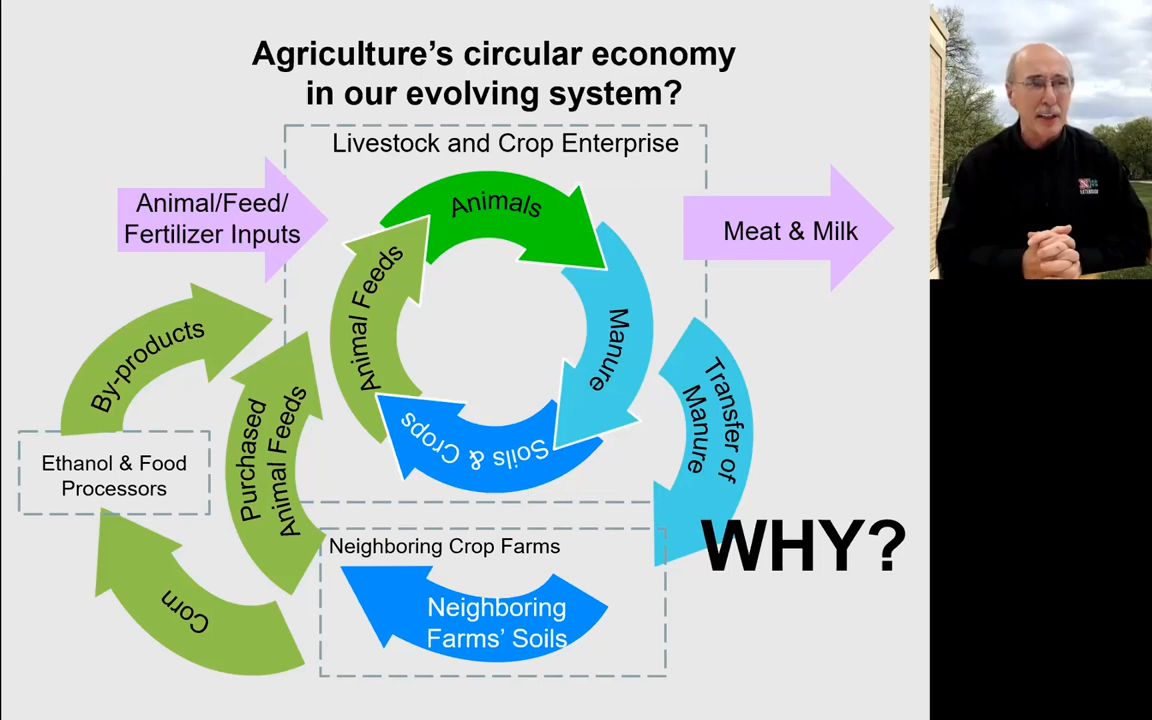 Agriculture’s circular economy
in our evolving system?
Livestock and Crop Enterprise
Animal/Feed/
Fertilizer Inputs
Animals
Meat & Milk
Animal Feeds
Manure
By-products
Transfer of
Manure
Soils & Crops
Purchased
Animal Feeds
Ethanol & Food
Processors
WHY?
Neighboring Crop Farms
Corn
Neighboring
Farms’ Soils